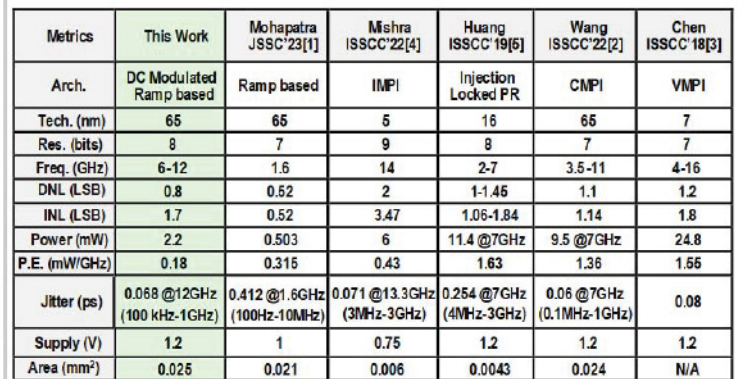 Metrics This Work Mohapatra JSSC'23[1] Mishra ISSCC'22[4] Huang ISSCC'19[5] Wang ISSCC'22[2] Chen ISSCC'18[3]
Arch. DC Modulated Ramp based Ramp based IMPI Injection Locked PR CMPI VMPI
Tech. (nm) 65 65 5 16 65 7
Res. (bits) 8 7 9 8 7 7
Freq. (GHz) 6-12 1.6 14 2-7 3.5-11 4-16
DNL (LSB) 0.8 0.52 2 1-1.45 1.1 1.2
INL (LSB) 1.7 0.52 3.47 1.06-1.84 1.14 1.8
Power (mW) 2.2 0.503 6 11.4 @7GHz 9.5 @7GHz 24.8
P.E. (mW/GHz) 0.18 0.315 0.43 1.63 1.36 1.55
Jitter (ps) 0.068 @12GHz (100 kHz-1GHz) 0.412 @1.6GHz (100Hz-10MHz) 0.071 @13.3GHz (3MHz-3GHz) 0.254 @7GHz (4MHz-3GHz) 0.06 @7GHz (0.1MHz-1GHz) 0.08
Supply (V) 1.2 1 0.75 1.2 1.2 1.2
Area (mm²) 0.025 0.021 0.006 0.0043 0.024 N/A